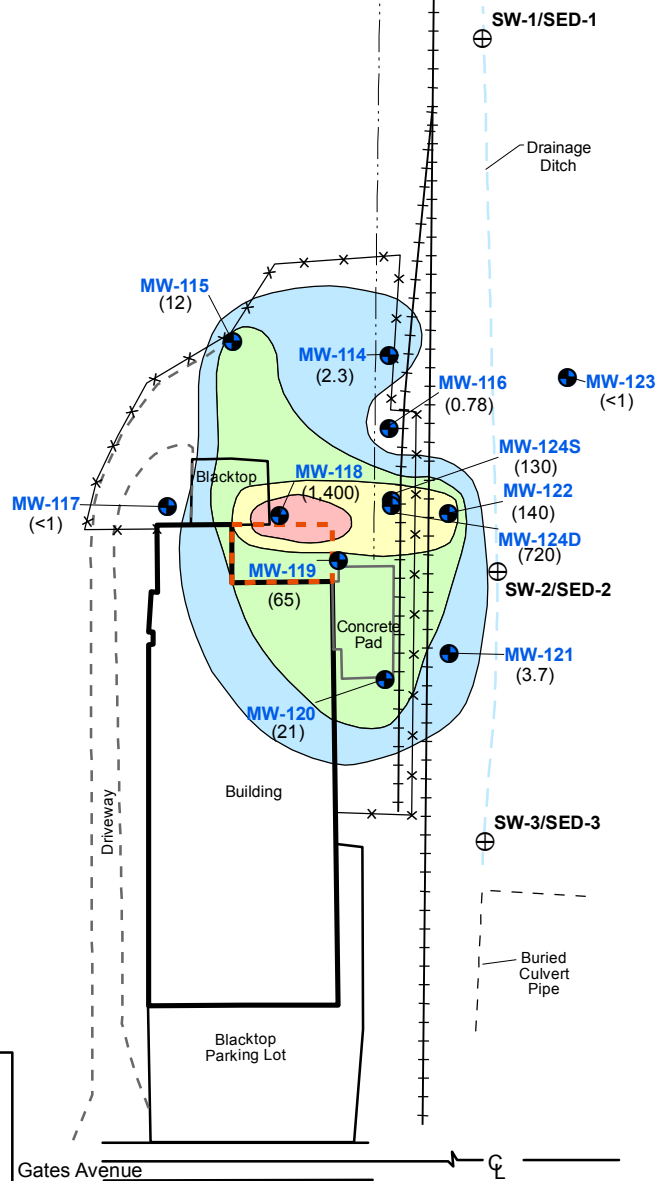 SW-1/SED-1
Drainage
Ditch
MW-115
(12)
MW-114
(2.3)
MW-116
(0.78)
MW-123
(<1)
MW-124S
(130)
MW-118
(1,400)
Blacktop
MW-122
(140)
MW-117
(<1)
MW-124D
(720)
MW-119
(65)
SW-2/SED-2
Concrete
Pad
MW-121
(3.7)
MW-120
(21)
Building
Driveway
SW-3/SED-3
Buried
Culvert
Pipe
Blacktop
Parking Lot
Gates Avenue
℄